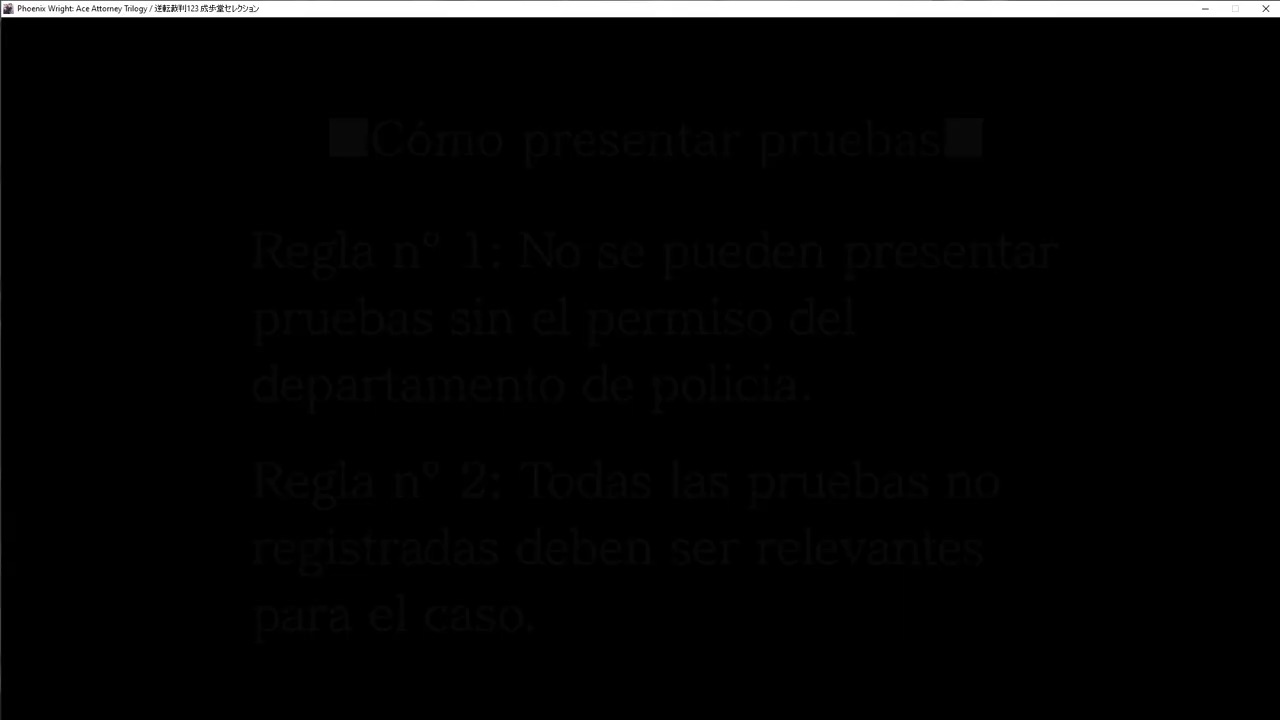 Phoenix Wright: Ace Attorney Trilogy / 逆転裁判123 成歩堂セレクション
■Cómo presentar pruebas■
Regla n° 1: No se pueden presentar
pruebas sin el permiso del
departamento de policia.
Regla n° 2: Todas las pruebas no
registradas deben ser relevantes
para el caso.